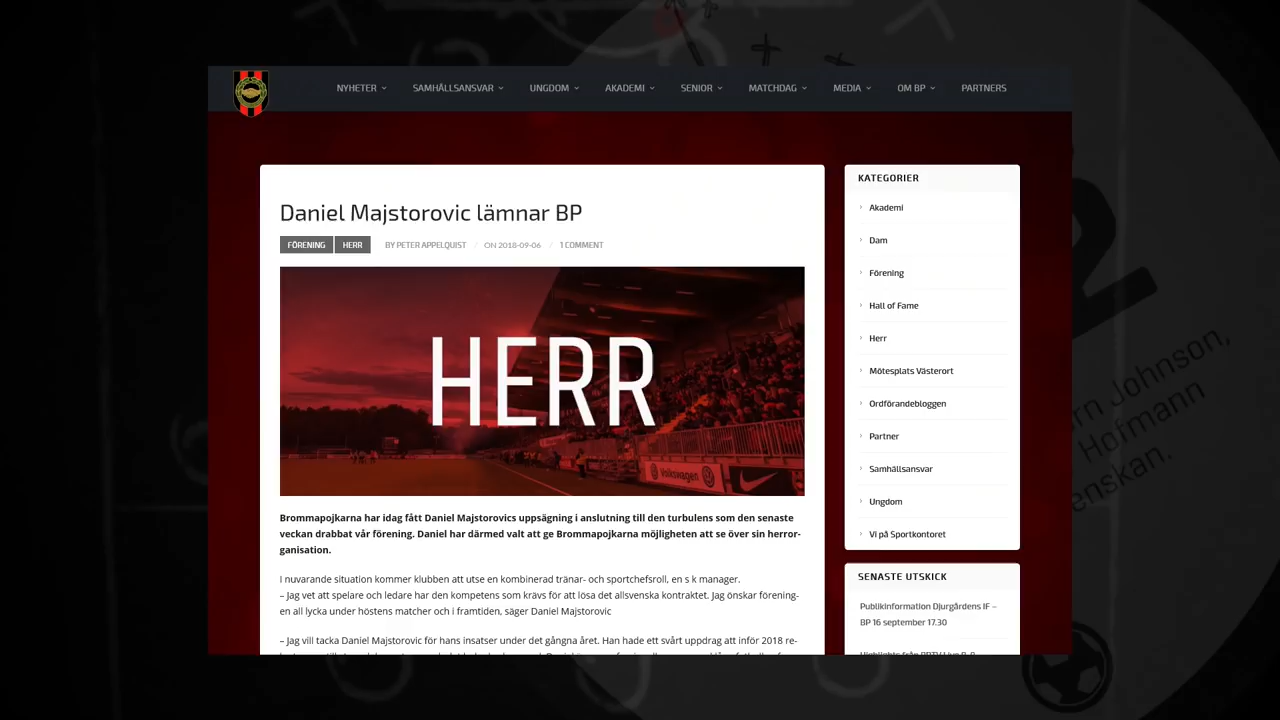 NYHETER SAMHÄLLSANSVAR UNGDOM AKADEMI SENIOR MATCHDAG MEDIA OM BP PARTNERS
Daniel Majstorovic lämnar BP
FÖRENING HERR BY PETER APPELQUIST / ON 2018-09-06 / 1 COMMENT
HERR
Volkswagen
Brommapojkarna har idag fått Daniel Majstorovics uppsägning i anslutning till den turbulens som den senaste
veckan drabbat vår förening. Daniel har därmed valt att ge Brommapojkarna möjligheten att se över sin herror-
ganisation.
I nuvarande situation kommer klubben att utse en kombinerad tränar- och sportchefsroll, en s k manager.
– Jag vet att spelare och ledare har den kompetens som krävs för att lösa det allsvenska kontraktet. Jag önskar förening-
en all lycka under höstens matcher och i framtiden, säger Daniel Majstorovic
– Jag vill tacka Daniel Majstorovic för hans insatser under det gångna året. Han hade ett svårt uppdrag att inför 2018 re-
KATEGORIER
Akademi
Dam
Förening
Hall of Fame
Herr
Mötesplats Västerort
Ordförandebloggen
Partner
Samhällsansvar
Ungdom
Vi på Sportkontoret
SENASTE UTSKICK
Publikinformation Djurgårdens IF –
BP 16 september 17.30
2
rn Johnson,
Hofmann
enskan.